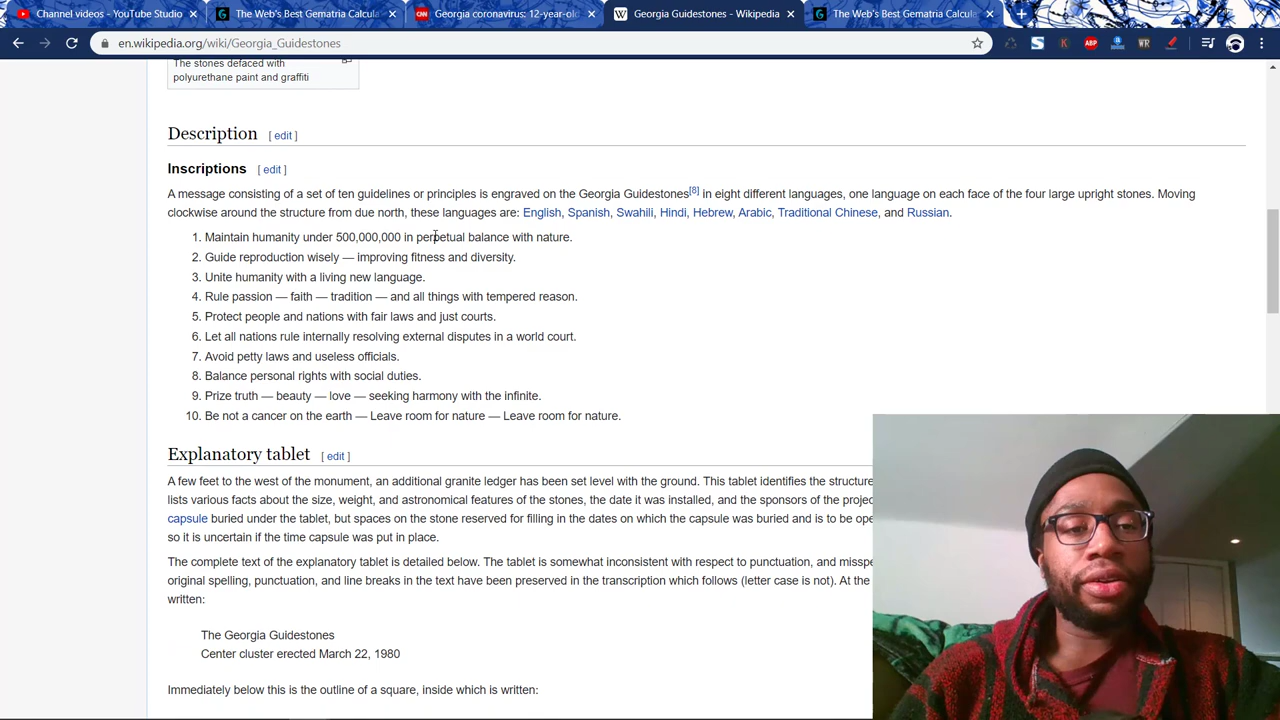 Channel videos - YouTube Studio
The Web's Best Gematria Calcula
Georgia coronavirus: 12-year-old
Georgia Guidestones - Wikipedia
The Web's Best Gematria Calcula
en.wikipedia.org/wiki/Georgia_Guidestones
The stones defaced with
polyurethane paint and graffiti
Description [ edit ]
Inscriptions [ edit ]
A message consisting of a set of ten guidelines or principles is engraved on the Georgia Guidestones[8] in eight different languages, one language on each face of the four large upright stones. Moving
clockwise around the structure from due north, these languages are: English, Spanish, Swahili, Hindi, Hebrew, Arabic, Traditional Chinese, and Russian.
1. Maintain humanity under 500,000,000 in perpetual balance with nature.
2. Guide reproduction wisely — improving fitness and diversity.
3. Unite humanity with a living new language.
4. Rule passion — faith — tradition — and all things with tempered reason.
5. Protect people and nations with fair laws and just courts.
6. Let all nations rule internally resolving external disputes in a world court.
7. Avoid petty laws and useless officials.
8. Balance personal rights with social duties.
9. Prize truth — beauty — love — seeking harmony with the infinite.
10. Be not a cancer on the earth — Leave room for nature — Leave room for nature.
Explanatory tablet [ edit ]
A few feet to the west of the monument, an additional granite ledger has been set level with the ground. This tablet identifies the structure
lists various facts about the size, weight, and astronomical features of the stones, the date it was installed, and the sponsors of the proje
capsule buried under the tablet, but spaces on the stone reserved for filling in the dates on which the capsule was buried and is to be ope
so it is uncertain if the time capsule was put in place.
The complete text of the explanatory tablet is detailed below. The tablet is somewhat inconsistent with respect to punctuation, and misspe
original spelling, punctuation, and line breaks in the text have been preserved in the transcription which follows (letter case is not). At the
written:
The Georgia Guidestones
Center cluster erected March 22, 1980
Immediately below this is the outline of a square, inside which is written: